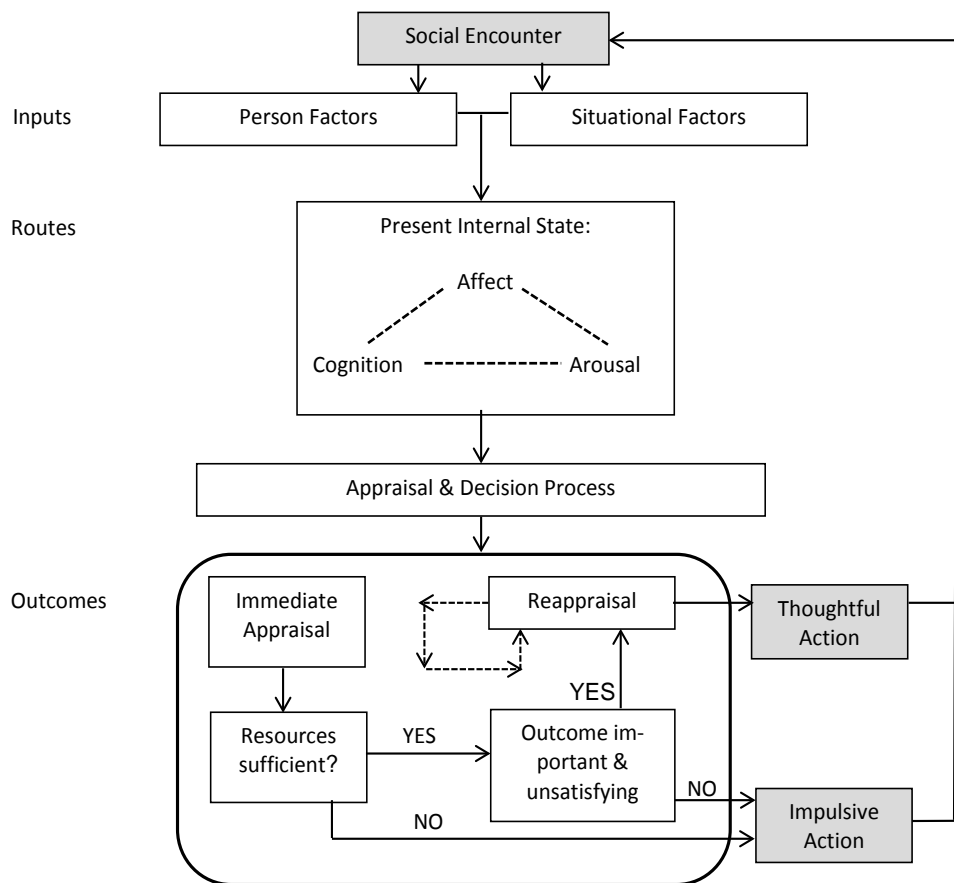 Social Encounter
Inputs
Person Factors
Situational Factors
Routes
Present Internal State:
Affect
Cognition
Arousal
Appraisal & Decision Process
Outcomes
Immediate
Appraisal
Reappraisal
Thoughtful
Action
YES
Resources
sufficient?
YES
Outcome im-
portant &
unsatisfying
NO
NO
Impulsive
Action